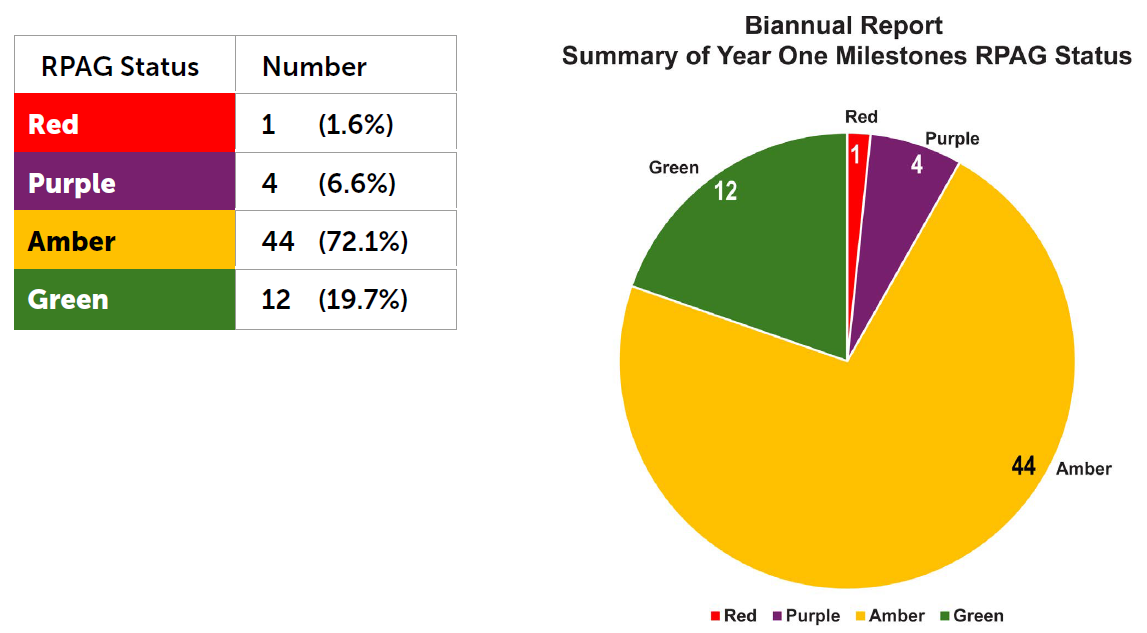 RPAG Status Number
Red 1 (1.6%)
Purple 4 (6.6%)
Amber 44 (72.1%)
Green 12 (19.7%)
Biannual Report
Summary of Year One Milestones RPAG Status
Red
1
Purple
4
Green
12
44
Amber
Red Purple Amber Green